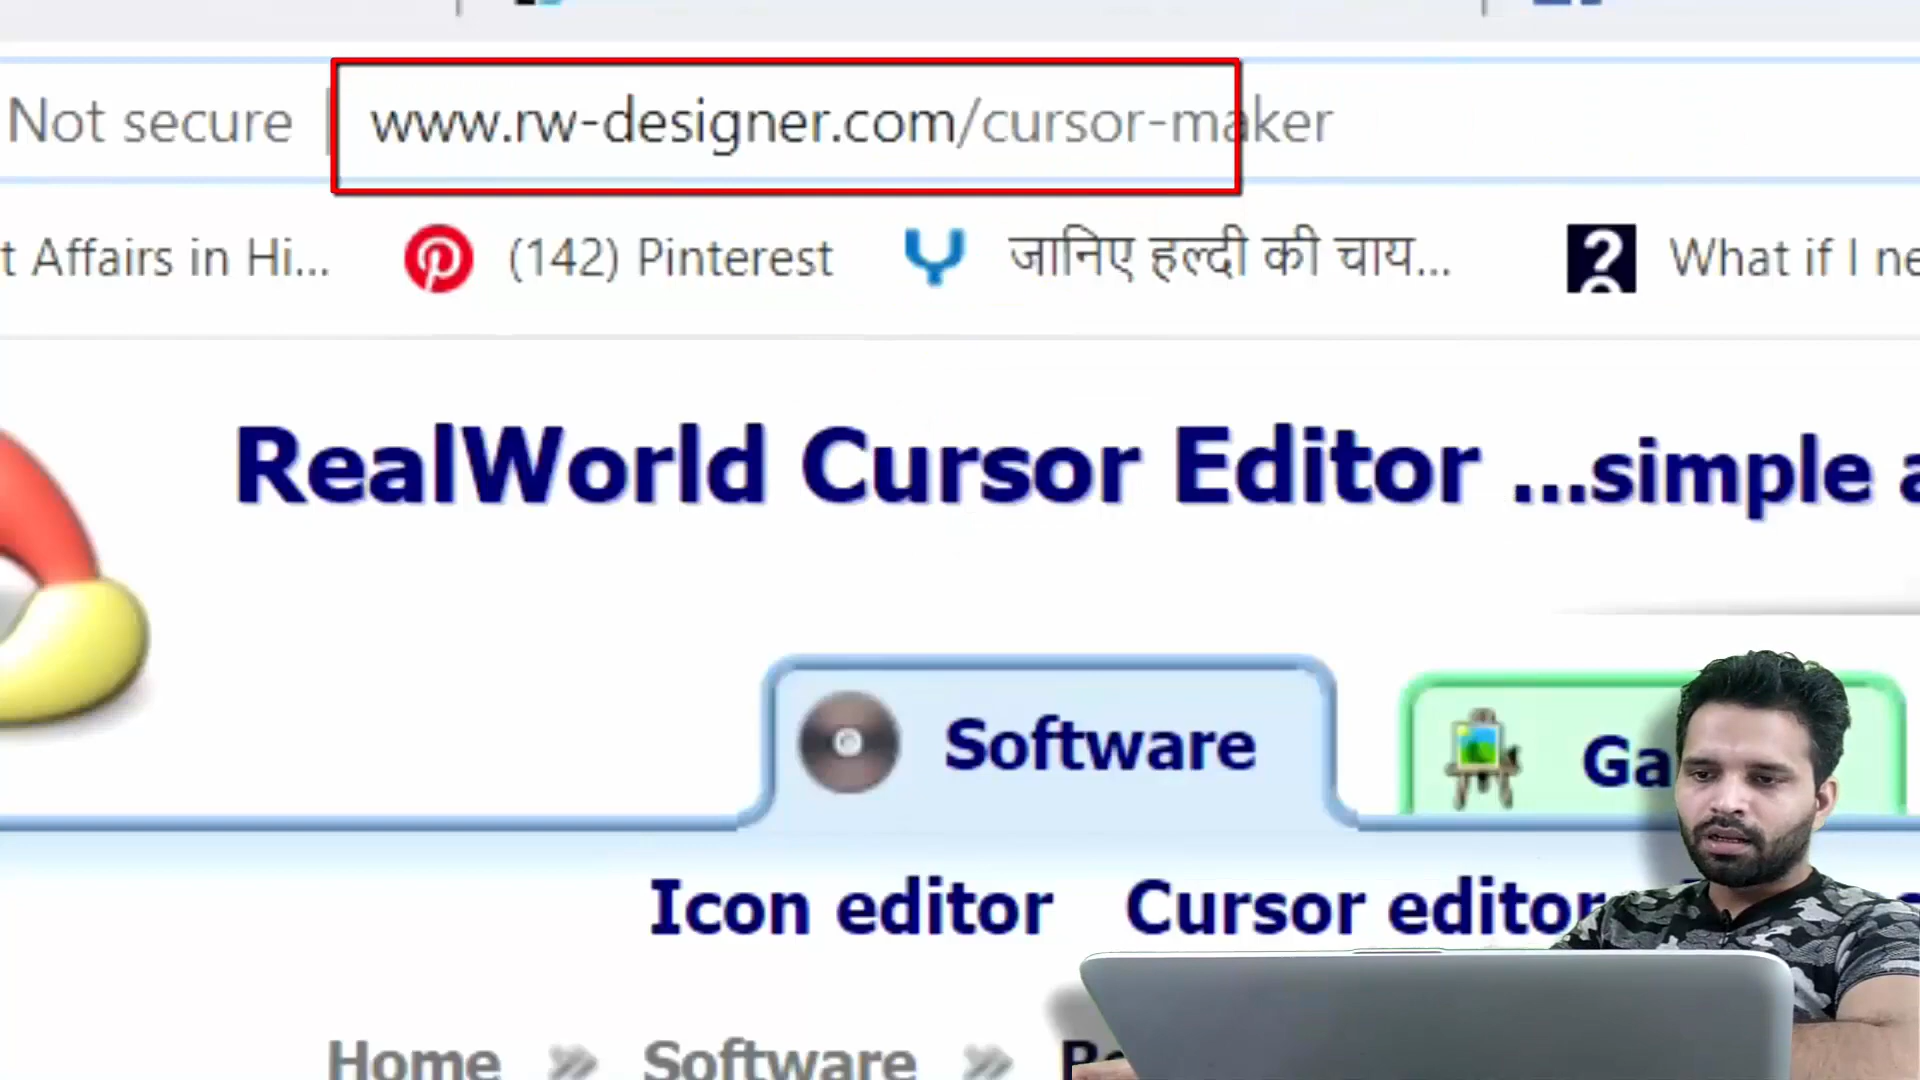 Not secure | www.rw-designer.com/cursor-maker
t Affairs in Hi... (142) Pinterest जानिए हल्दी की चाय... What if I ne
RealWorld Cursor Editor ...simple a
Software Ga
Icon editor Cursor editor
Home » Software »